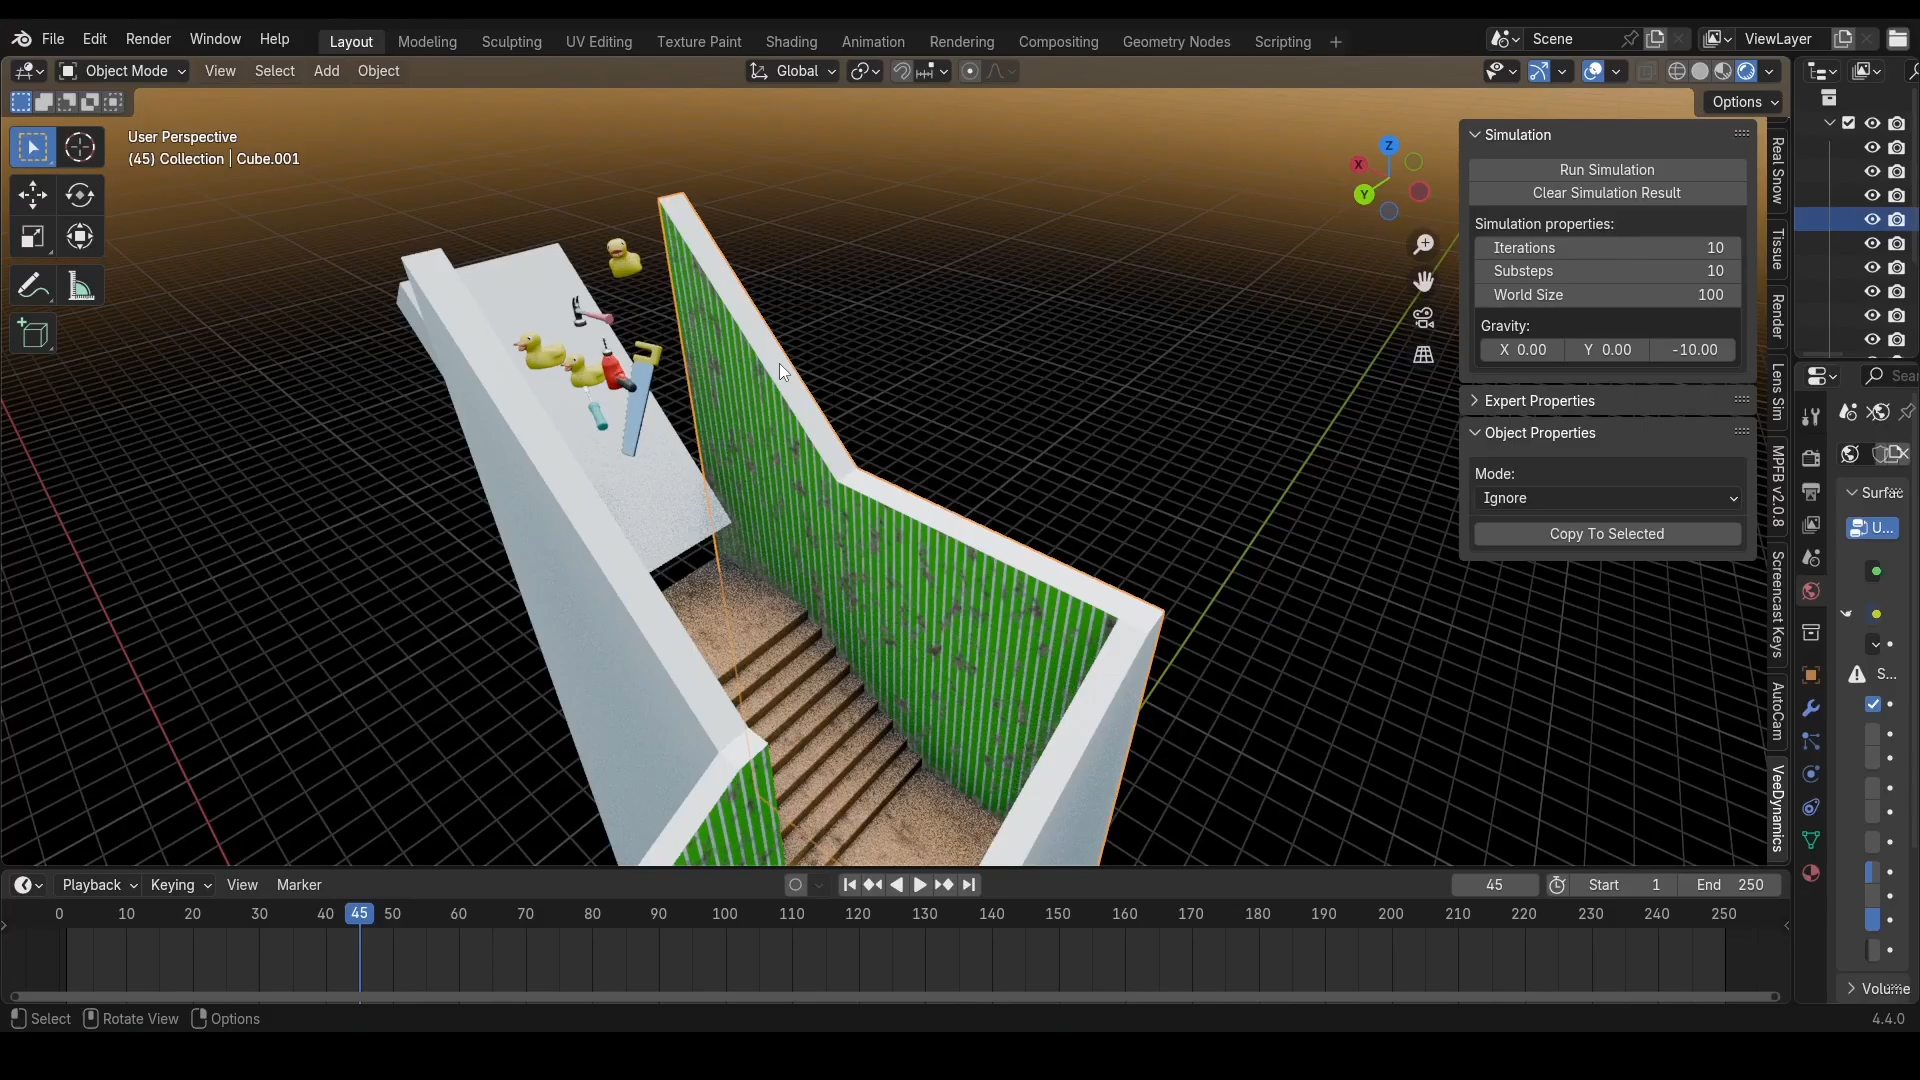 File Edit Render Window Help Layout Modeling Sculpting UV Editing Texture Paint Shading Animation Rendering Compositing Geometry Nodes Scripting + Scene ViewLayer
Object Mode View Select Add Object Global
Options
User Perspective
(45) Collection | Cube.001
Z
X
Y
Simulation
Run Simulation
Clear Simulation Result
Simulation properties:
Iterations 10
Substeps 10
World Size 100
Gravity:
X 0.00 Y 0.00 -10.00
Expert Properties
Object Properties
Mode:
Ignore
Copy To Selected
Real Snow
Tissue
Render
Lens Sim
MPFB v2.0.8
Screencast Keys
AutoCam
VeeDynamics
Sea
Surfac
U...
S...
Volume
Playback Keying View Marker 45 Start 1 End 250
0 10 20 30 40 45 50 60 70 80 90 100 110 120 130 140 150 160 170 180 190 200 210 220 230 240 250
Select Rotate View Options 4.4.0